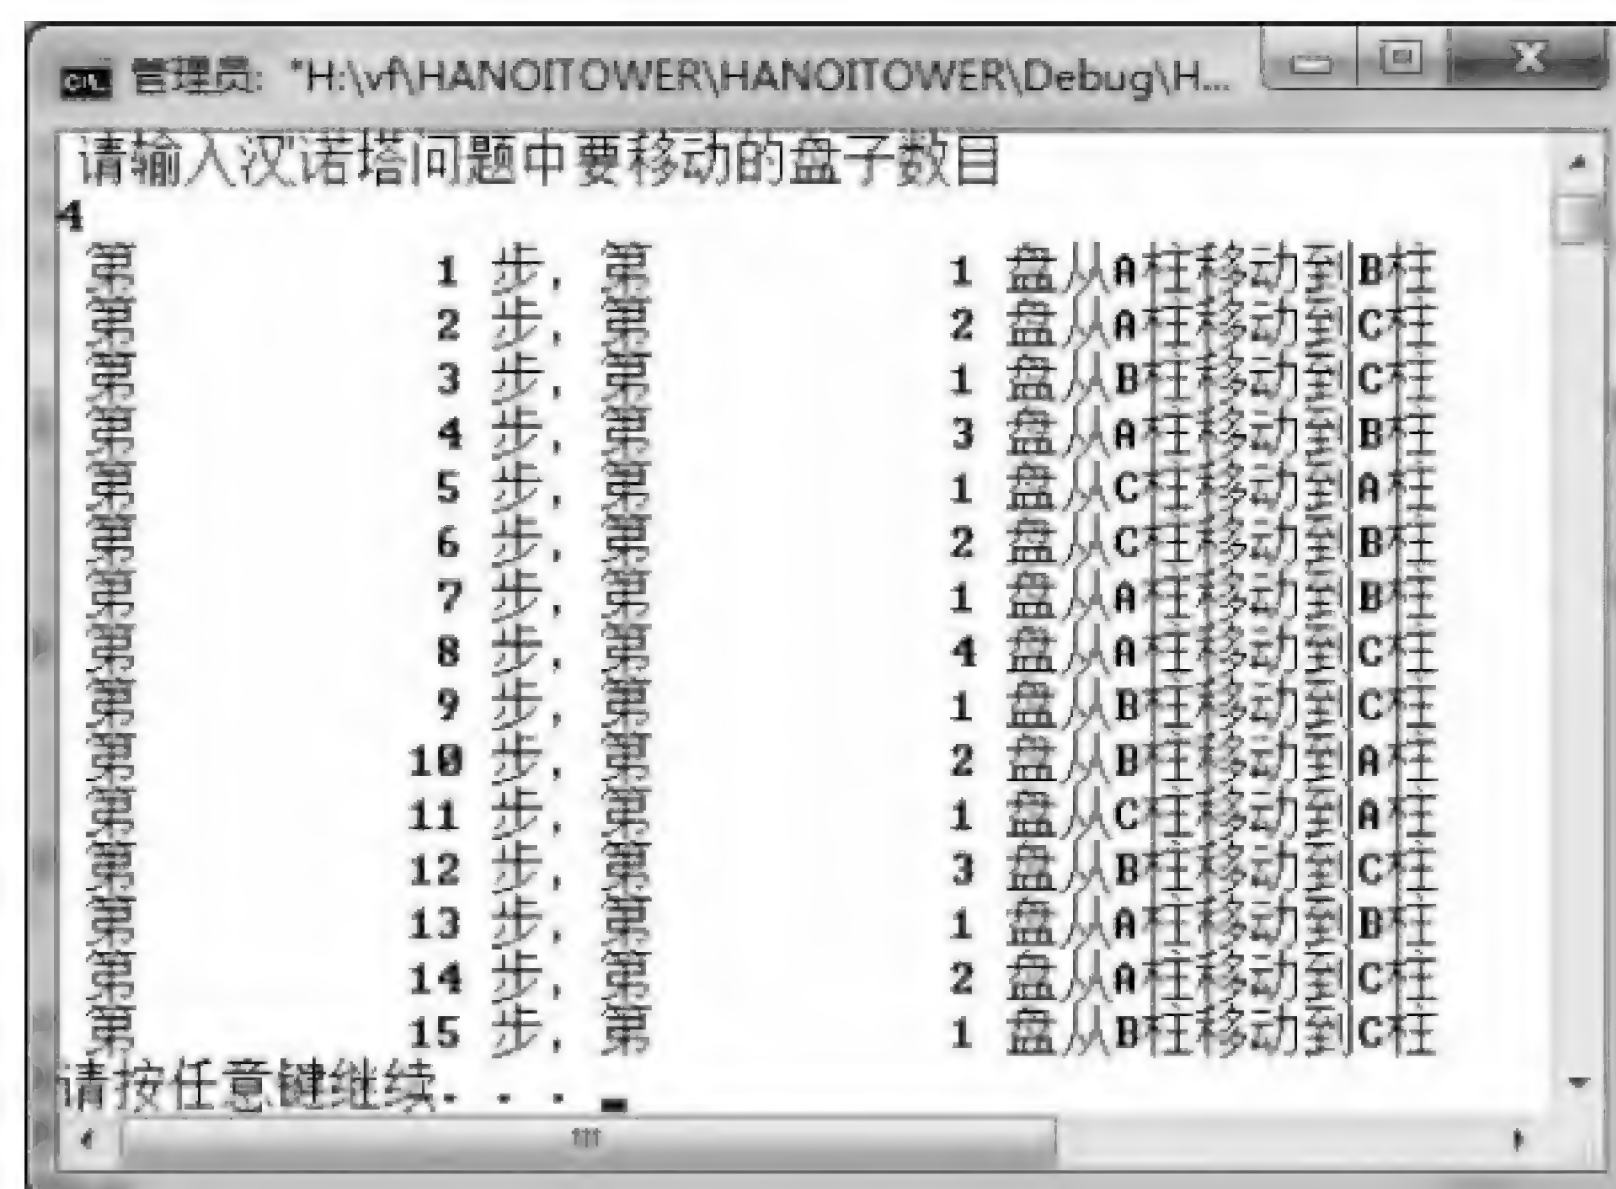 管理员: "H:\vf\HANOITOWER\HANOITOWER\Debug\H...
请输入汉诺塔问题中要移动的盘子数目
4
第 1 步, 第 1 盘从A柱移动到B柱
第 2 步, 第 2 盘从A柱移动到C柱
第 3 步, 第 1 盘从B柱移动到C柱
第 4 步, 第 3 盘从A柱移动到B柱
第 5 步, 第 1 盘从C柱移动到A柱
第 6 步, 第 2 盘从C柱移动到B柱
第 7 步, 第 1 盘从A柱移动到B柱
第 8 步, 第 4 盘从A柱移动到C柱
第 9 步, 第 1 盘从B柱移动到C柱
第 10 步, 第 2 盘从B柱移动到A柱
第 11 步, 第 1 盘从C柱移动到A柱
第 12 步, 第 3 盘从B柱移动到C柱
第 13 步, 第 1 盘从A柱移动到B柱
第 14 步, 第 2 盘从A柱移动到C柱
第 15 步, 第 1 盘从B柱移动到C柱
请按任意键继续. . .